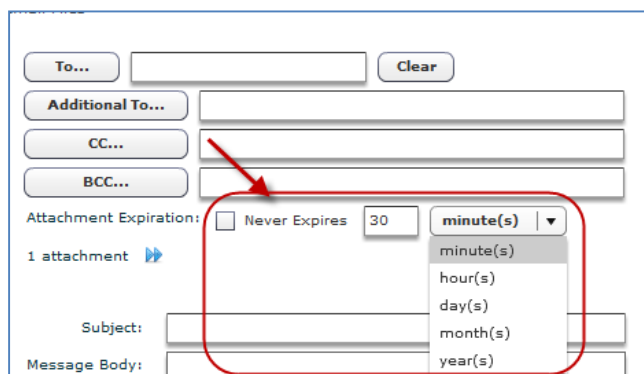 To...
Clear
Additional To...
CC...
BCC...
Attachment Expiration: Never Expires 30 minute(s)
1 attachment
minute(s)
hour(s)
day(s)
month(s)
Subject:
year(s)
Message Body: